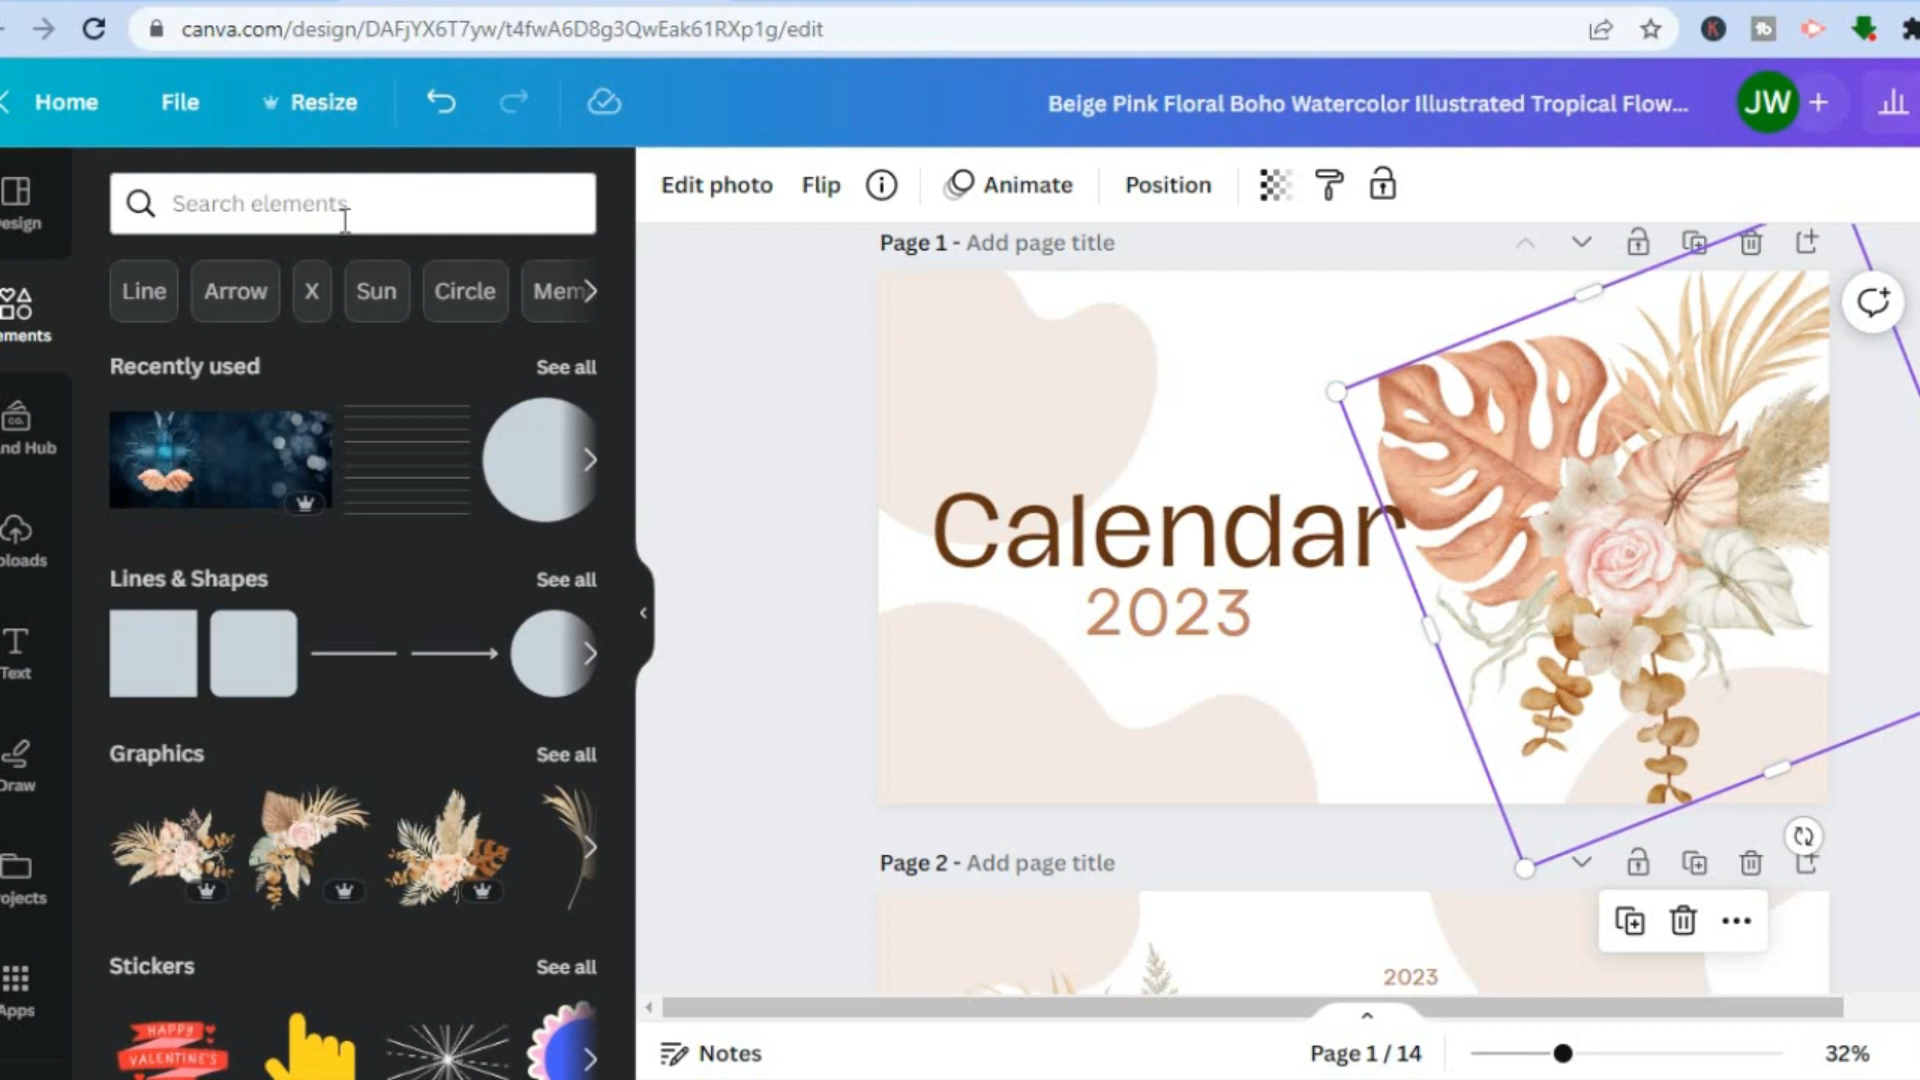 canva.com/design/DAFjYX6T7yw/t4fwA6D8g3QwEak61RXp1g/edit
K
tb
Home File Resize
Beige Pink Floral Boho Watercolor Illustrated Tropical Flow...
JW +
esign
ements
nd Hub
ploads
Text
Draw
rojects
Apps
Search elements
Line Arrow X Sun Circle Mem
Recently used See all
Lines & Shapes See all
Graphics See all
Stickers See all
HAPPY
VALENTINE'S
Edit photo Flip Animate Position
Page 1 - Add page title
Calendar
2023
Page 2 - Add page title
2023
Notes
Page 1 / 14
32%